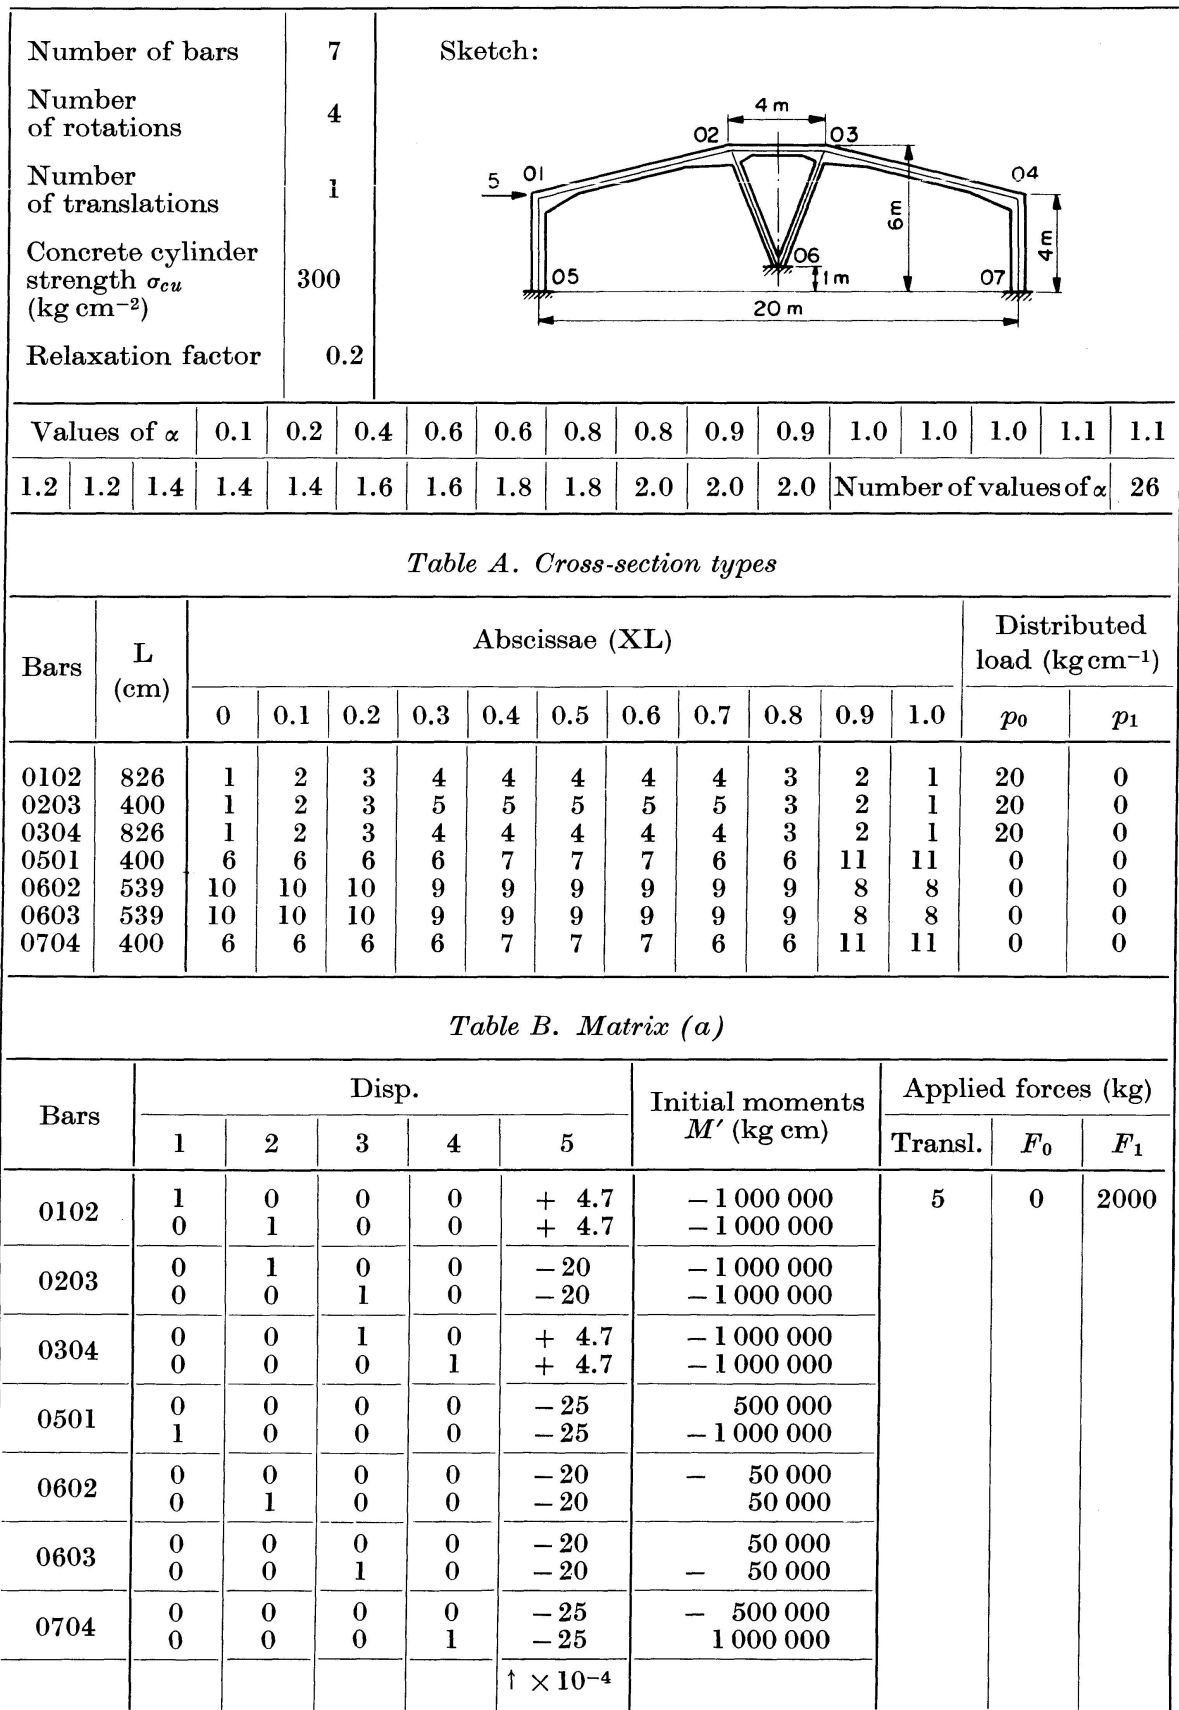 Number of bars 7
Number of rotations 4
Number of translations 1
Concrete cylinder strength σcu (kg cm⁻²) 300
Relaxation factor 0.2
Sketch:
4 m
02 03
5 01 04
6m
06
4 m
05 1m 07
20 m
Values of α 0.1 0.2 0.4 0.6 0.6 0.8 0.8 0.9 0.9 1.0 1.0 1.0 1.1 1.1
1.2 1.2 1.4 1.4 1.4 1.6 1.6 1.8 1.8 2.0 2.0 2.0 Number of values of α 26
Table A. Cross-section types
Bars L (cm) Abscissae (XL) Distributed load (kg cm⁻¹)
0 0.1 0.2 0.3 0.4 0.5 0.6 0.7 0.8 0.9 1.0 p₀ p₁
0102 826 1 2 3 4 4 4 4 4 3 2 1 20 0
0203 400 1 2 3 5 5 5 5 5 3 2 1 20 0
0304 826 1 2 3 4 4 4 4 4 3 2 1 20 0
0501 400 6 6 6 6 7 7 7 6 6 11 11 0 0
0602 539 10 10 10 9 9 9 9 9 9 8 8 0 0
0603 539 10 10 10 9 9 9 9 9 9 8 8 0 0
0704 400 6 6 6 6 7 7 7 6 6 11 11 0 0
Table B. Matrix (a)
Bars Disp. Initial moments M′ (kg cm) Applied forces (kg)
1 2 3 4 5 Transl. F₀ F₁
0102 1 0 0 0 + 4.7 − 1 000 000 5 0 2000
0 1 0 0 + 4.7 − 1 000 000
0203 0 1 0 0 − 20 − 1 000 000
0 0 1 0 − 20 − 1 000 000
0304 0 0 1 0 + 4.7 − 1 000 000
0 0 0 1 + 4.7 − 1 000 000
0501 0 0 0 0 − 25 500 000
1 0 0 0 − 25 − 1 000 000
0602 0 0 0 0 − 20 − 50 000
0 1 0 0 − 20 50 000
0603 0 0 0 0 − 20 50 000
0 0 1 0 − 20 − 50 000
0704 0 0 0 0 − 25 − 500 000
0 0 0 1 − 25 1 000 000
↑ × 10⁻⁴